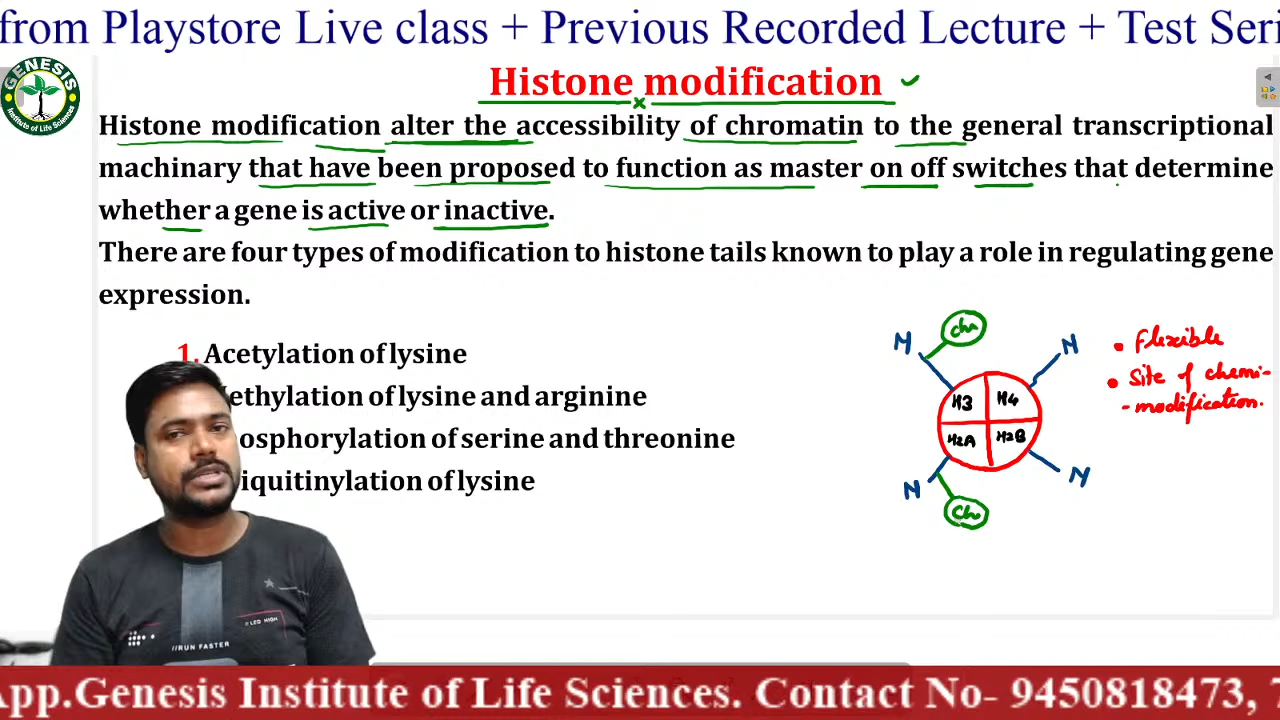 from Playstore Live class + Previous Recorded Lecture + Test Seri
GENESIS
Institute of Life Sciences
Histone modification
Histone modification alter the accessibility of chromatin to the general transcriptional
machinary that have been proposed to function as master on off switches that determine
whether a gene is active or inactive.
There are four types of modification to histone tails known to play a role in regulating gene
expression.
1. Acetylation of lysine
ethylation of lysine and arginine
osphorylation of serine and threonine
iquitinylation of lysine
N
N
H3
H4
H2A
H2B
N
N
• Flexible
• Site of chemi-
- modification.
LED HIGH
//RUN FASTER
App.Genesis Institute of Life Sciences. Contact No- 9450818473, 7